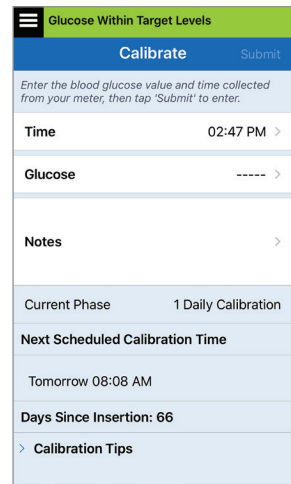 Glucose Within Target Levels
Calibrate Submit
Enter the blood glucose value and time collected
from your meter, then tap 'Submit' to enter.
Time 02:47 PM >
Glucose ----- >
Notes >
Current Phase 1 Daily Calibration
Next Scheduled Calibration Time
Tomorrow 08:08 AM
Days Since Insertion: 66
> Calibration Tips